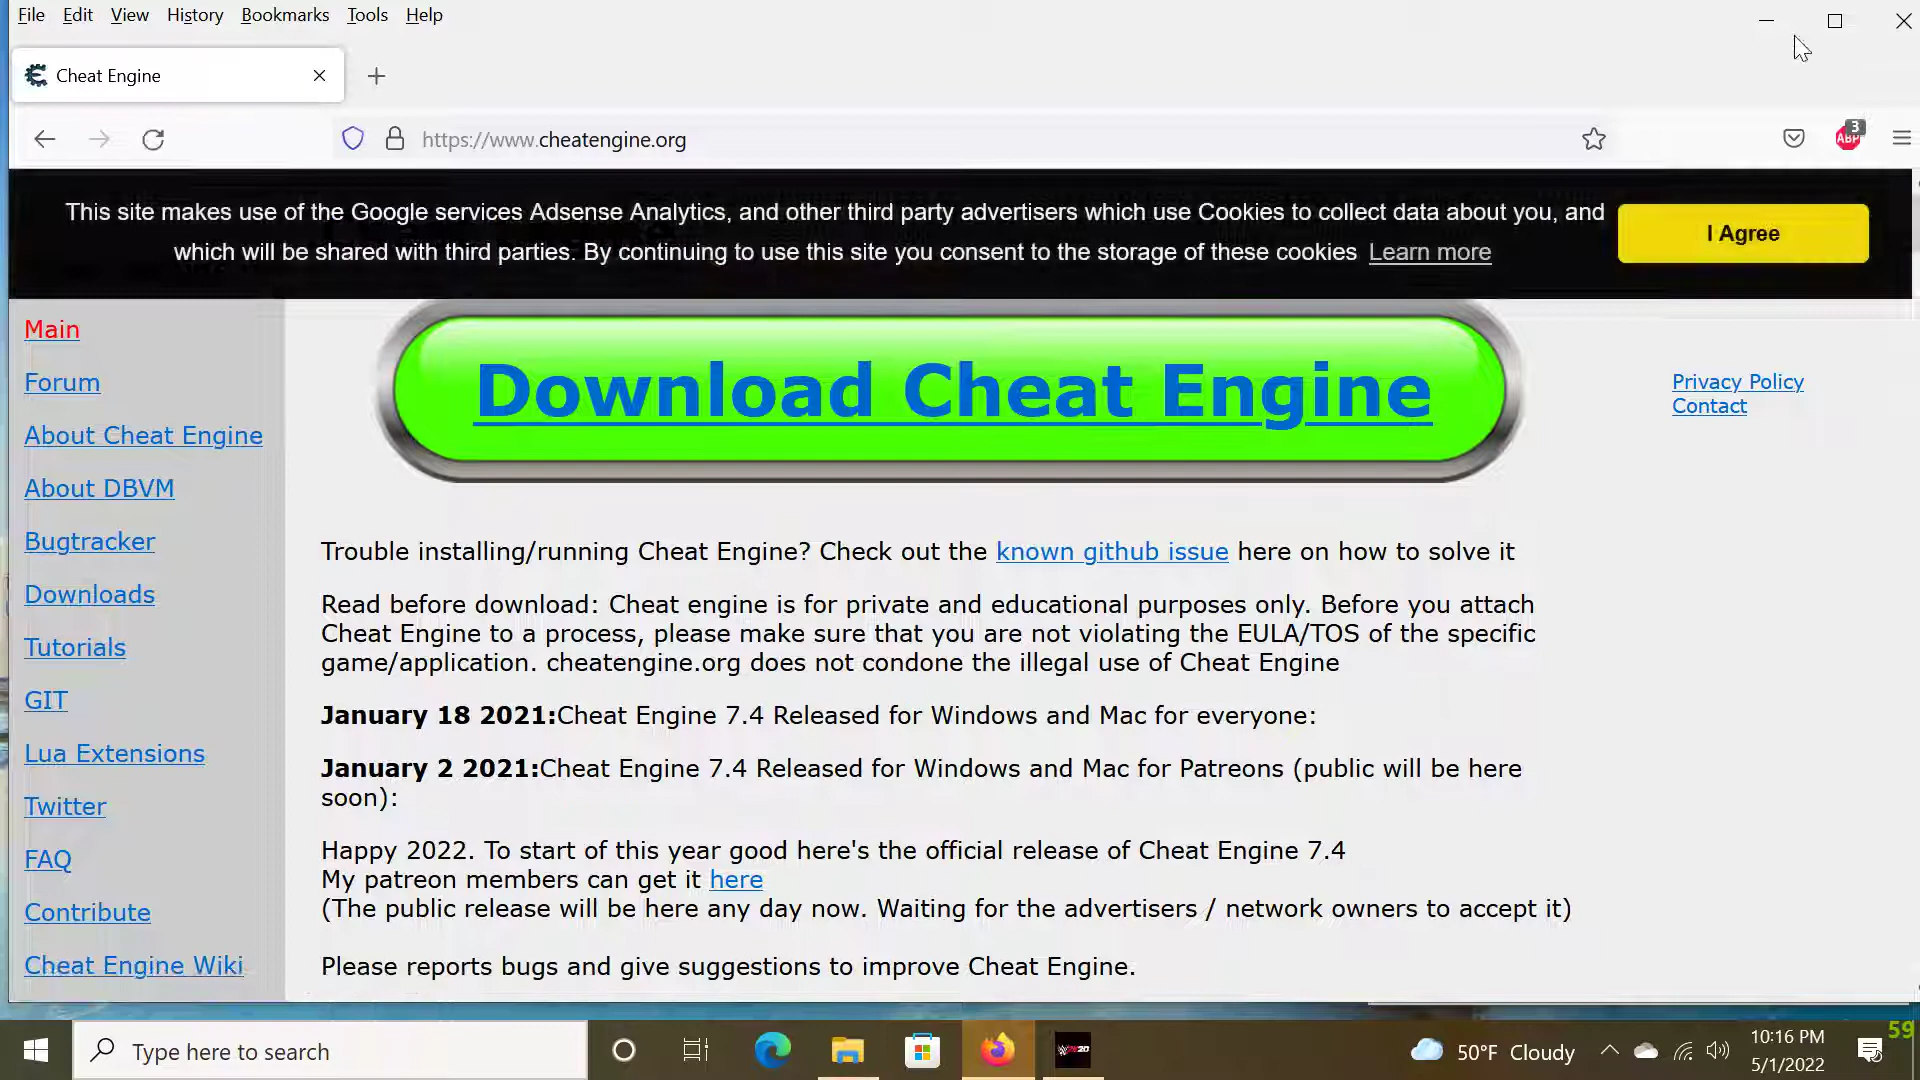 File Edit View History Bookmarks Tools Help
Cheat Engine
https://www.cheatengine.org
ABP
3
This site makes use of the Google services Adsense Analytics, and other third party advertisers which use Cookies to collect data about you, and
which will be shared with third parties. By continuing to use this site you consent to the storage of these cookies Learn more
I Agree
Main
Forum
About Cheat Engine
About DBVM
Bugtracker
Downloads
Tutorials
GIT
Lua Extensions
Twitter
FAQ
Contribute
Cheat Engine Wiki
Download Cheat Engine
Privacy Policy
Contact
Trouble installing/running Cheat Engine? Check out the known github issue here on how to solve it
Read before download: Cheat engine is for private and educational purposes only. Before you attach
Cheat Engine to a process, please make sure that you are not violating the EULA/TOS of the specific
game/application. cheatengine.org does not condone the illegal use of Cheat Engine
January 18 2021:Cheat Engine 7.4 Released for Windows and Mac for everyone:
January 2 2021:Cheat Engine 7.4 Released for Windows and Mac for Patreons (public will be here
soon):
Happy 2022. To start of this year good here's the official release of Cheat Engine 7.4
My patreon members can get it here
(The public release will be here any day now. Waiting for the advertisers / network owners to accept it)
Please reports bugs and give suggestions to improve Cheat Engine.
Type here to search
2K20
50°F Cloudy
10:16 PM
5/1/2022
59